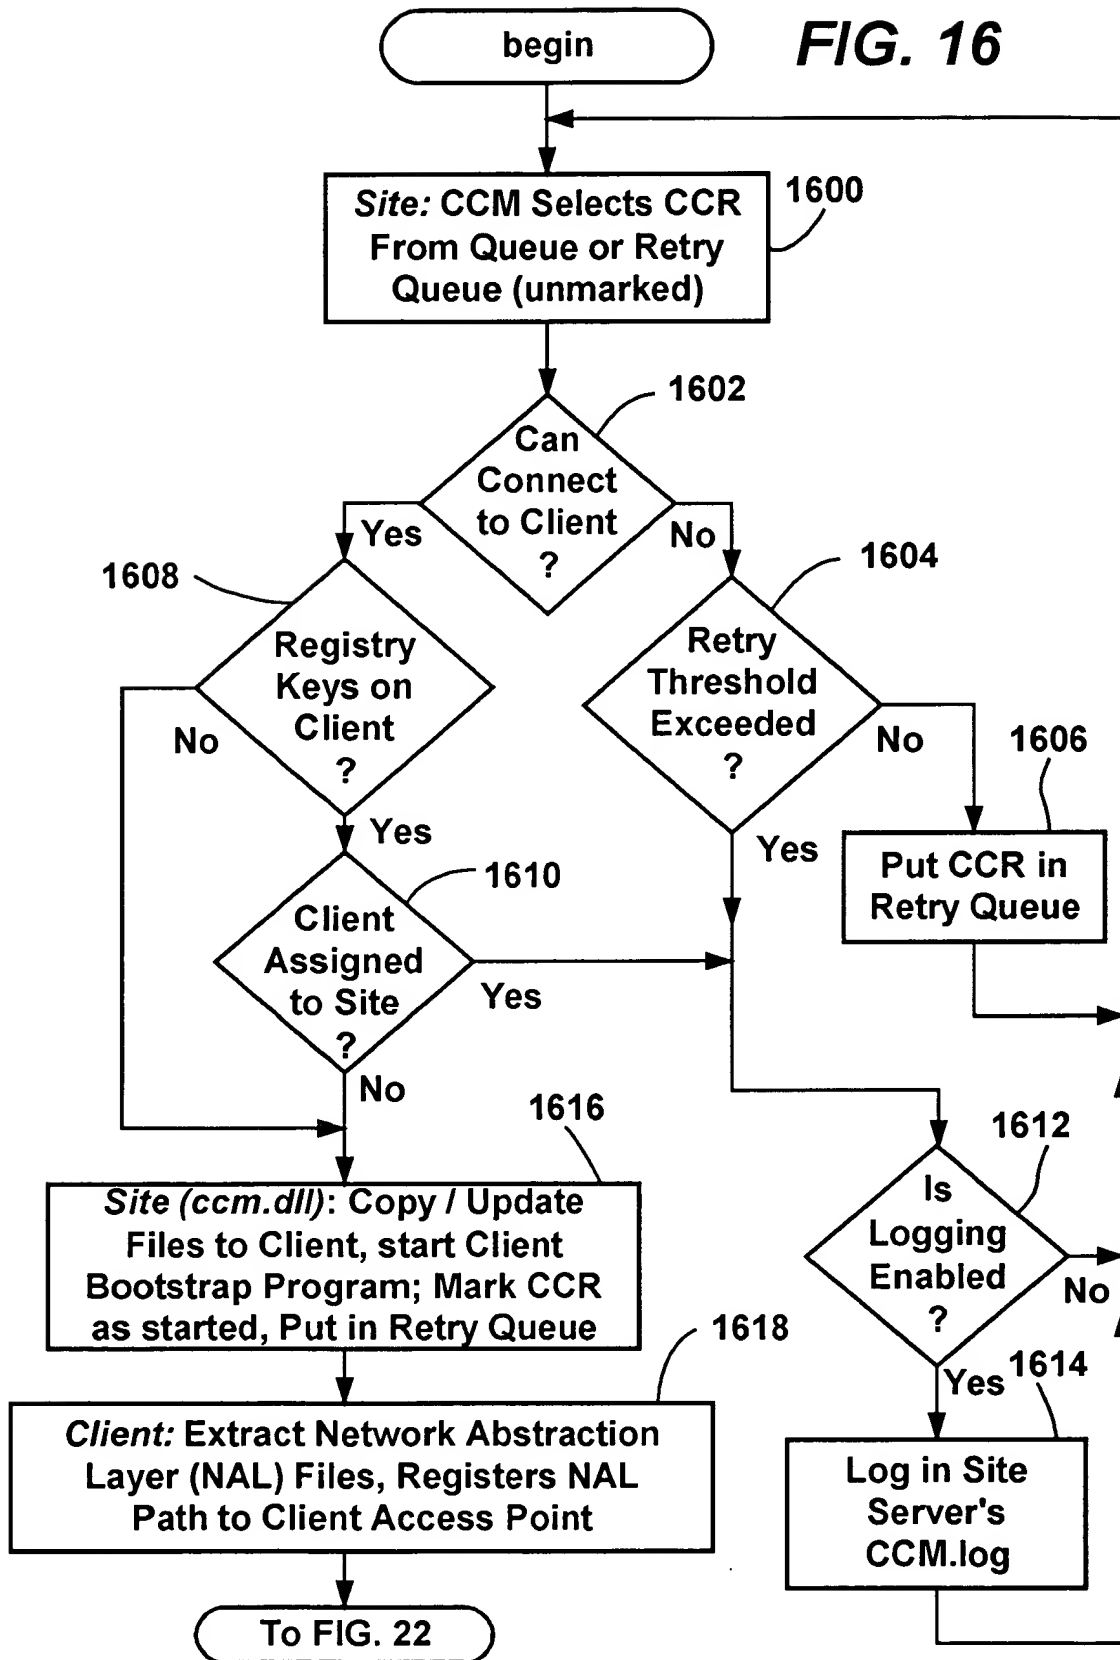 begin
FIG. 16
Site: CCM Selects CCR
From Queue or Retry
Queue (unmarked)
1600
1602
Can
Connect
to Client
?
Yes
No
1608
1604
Registry
Keys on
Client
?
No
Yes
Retry
Threshold
Exceeded
?
No
Yes
1606
Put CCR in
Retry Queue
1610
Client
Assigned
to Site
?
Yes
No
1616
1612
Is
Logging
Enabled
?
No
Yes
1614
Site (ccm.dll): Copy / Update
Files to Client, start Client
Bootstrap Program; Mark CCR
as started, Put in Retry Queue
1618
Client: Extract Network Abstraction
Layer (NAL) Files, Registers NAL
Path to Client Access Point
Log in Site
Server's
CCM.log
To FIG. 22